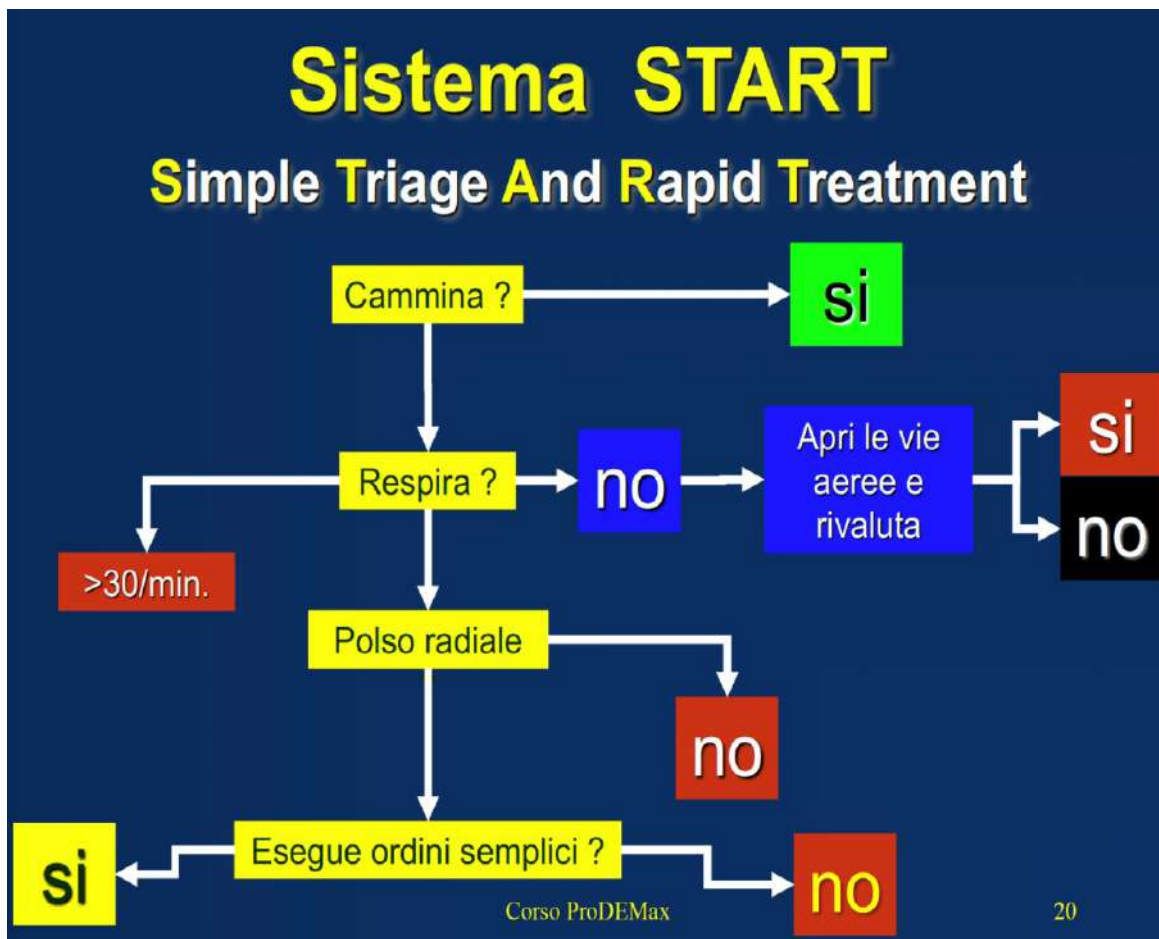 Sistema START
Simple Triage And Rapid Treatment
Cammina ?
si
Respira ?
no
Apri le vie
aeree e
rivaluta
si
no
>30/min.
Polso radiale
no
Esegue ordini semplici ?
si
no
Corso ProDEMax
20